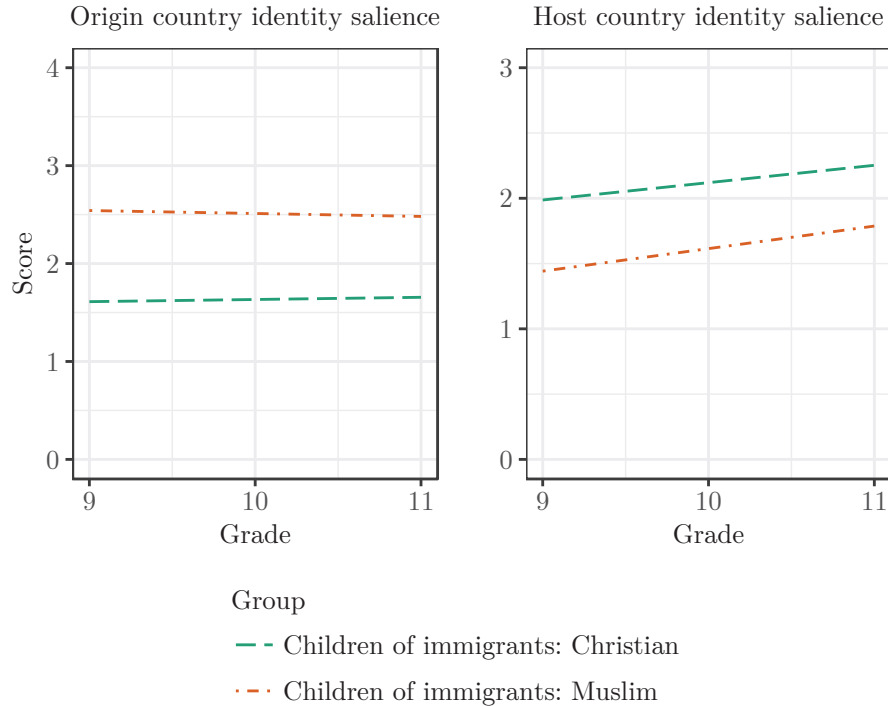 Origin country identity salience
Host country identity salience
Score
4
3
2
1
0
9
10
11
Grade
3
2
1
0
9
10
11
Grade
Group
Children of immigrants: Christian
Children of immigrants: Muslim